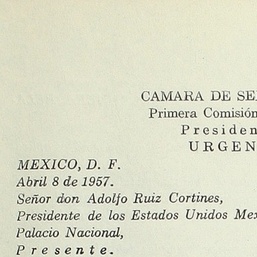 CAMARA DE SE
Primera Comisión
Presiden
URGEN
MEXICO, D. F.
Abril 8 de 1957.
Señor don Adolfo Ruiz Cortines,
Presidente de los Estados Unidos Mex
Palacio Nacional,
Presente.